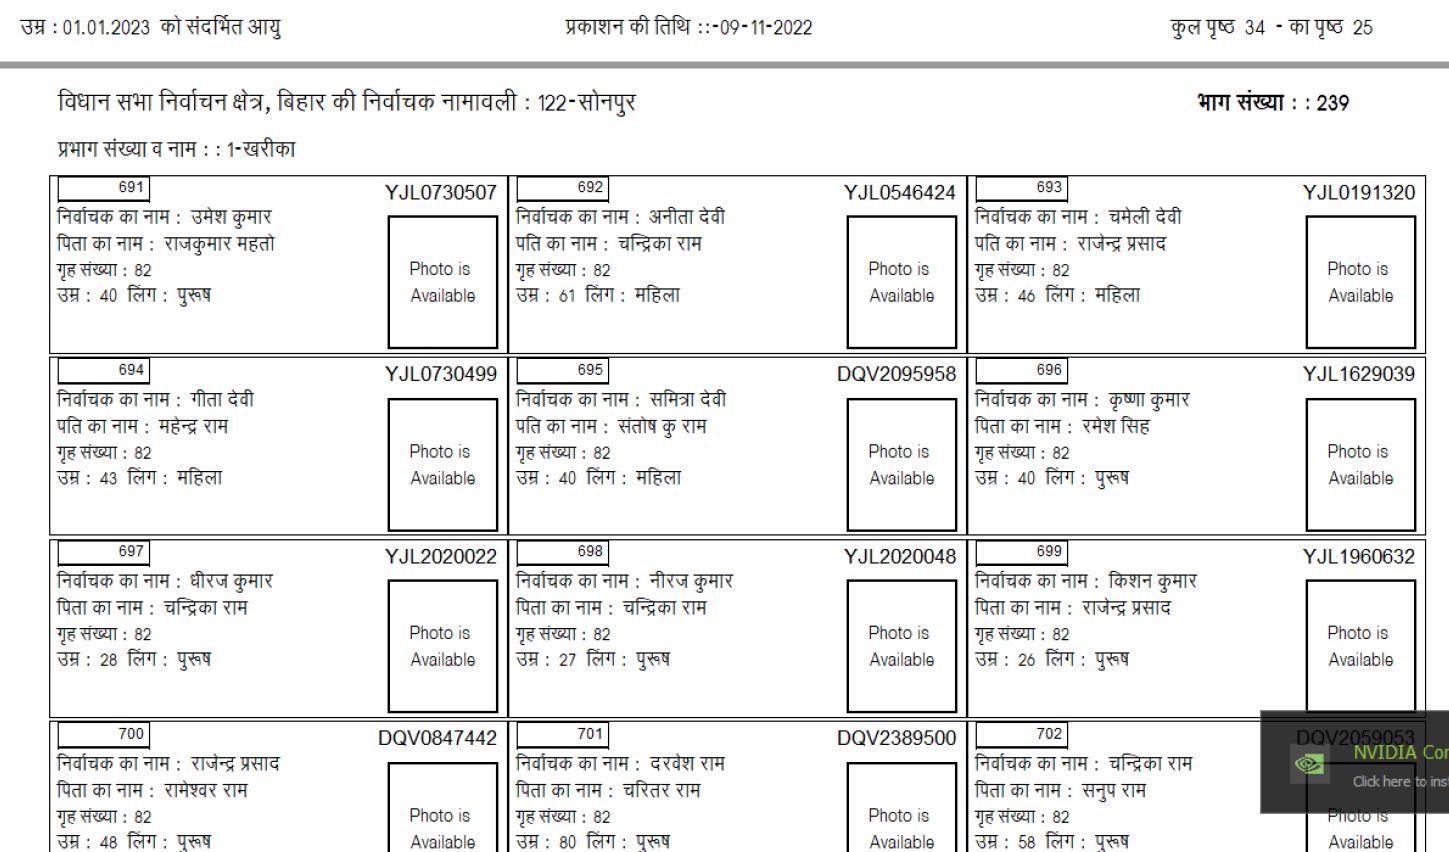 उम्र : 01.01.2023 को संदर्भित आयु
प्रकाशन की तिथि ::-09-11-2022
कुल पृष्ठ 34 - का पृष्ठ 25
विधान सभा निर्वाचन क्षेत्र, बिहार की निर्वाचक नामावली : 122-सोनपुर
भाग संख्या : : 239
प्रभाग संख्या व नाम : : 1-खरीका
691
YJL0730507
निर्वाचक का नाम : उमेश कुमार
पिता का नाम : राजकुमार महतो
गृह संख्या : 82
उम्र : 40 लिंग : पुरूष
Photo is
Available
692
YJL0546424
निर्वाचक का नाम : अनीता देवी
पति का नाम : चन्द्रिका राम
गृह संख्या : 82
उम्र : 61 लिंग : महिला
Photo is
Available
693
YJL0191320
निर्वाचक का नाम : चमेली देवी
पति का नाम : राजेन्द्र प्रसाद
गृह संख्या : 82
उम्र : 46 लिंग : महिला
Photo is
Available
694
YJL0730499
निर्वाचक का नाम : गीता देवी
पति का नाम : महेन्द्र राम
गृह संख्या : 82
उम्र : 43 लिंग : महिला
Photo is
Available
695
DQV2095958
निर्वाचक का नाम : समित्रा देवी
पति का नाम : संतोष कु राम
गृह संख्या : 82
उम्र : 40 लिंग : महिला
Photo is
Available
696
YJL1629039
निर्वाचक का नाम : कृष्णा कुमार
पिता का नाम : रमेश सिह
गृह संख्या : 82
उम्र : 40 लिंग : पुरूष
Photo is
Available
697
YJL2020022
निर्वाचक का नाम : धीरज कुमार
पिता का नाम : चन्द्रिका राम
गृह संख्या : 82
उम्र : 28 लिंग : पुरूष
Photo is
Available
698
YJL2020048
निर्वाचक का नाम : नीरज कुमार
पिता का नाम : चन्द्रिका राम
गृह संख्या : 82
उम्र : 27 लिंग : पुरूष
Photo is
Available
699
YJL1960632
निर्वाचक का नाम : किशन कुमार
पिता का नाम : राजेन्द्र प्रसाद
गृह संख्या : 82
उम्र : 26 लिंग : पुरूष
Photo is
Available
700
DQV0847442
निर्वाचक का नाम : राजेन्द्र प्रसाद
पिता का नाम : रामेश्वर राम
गृह संख्या : 82
उम्र : 48 लिंग : पुरूष
Photo is
Available
701
DQV2389500
निर्वाचक का नाम : दरवेश राम
पिता का नाम : चरितर राम
गृह संख्या : 82
उम्र : 80 लिंग : पुरूष
Photo is
Available
702
DQV2059053
निर्वाचक का नाम : चन्द्रिका राम
पिता का नाम : सनुप राम
गृह संख्या : 82
उम्र : 58 लिंग : पुरूष
Photo is
Available
NVIDIA
Click here to